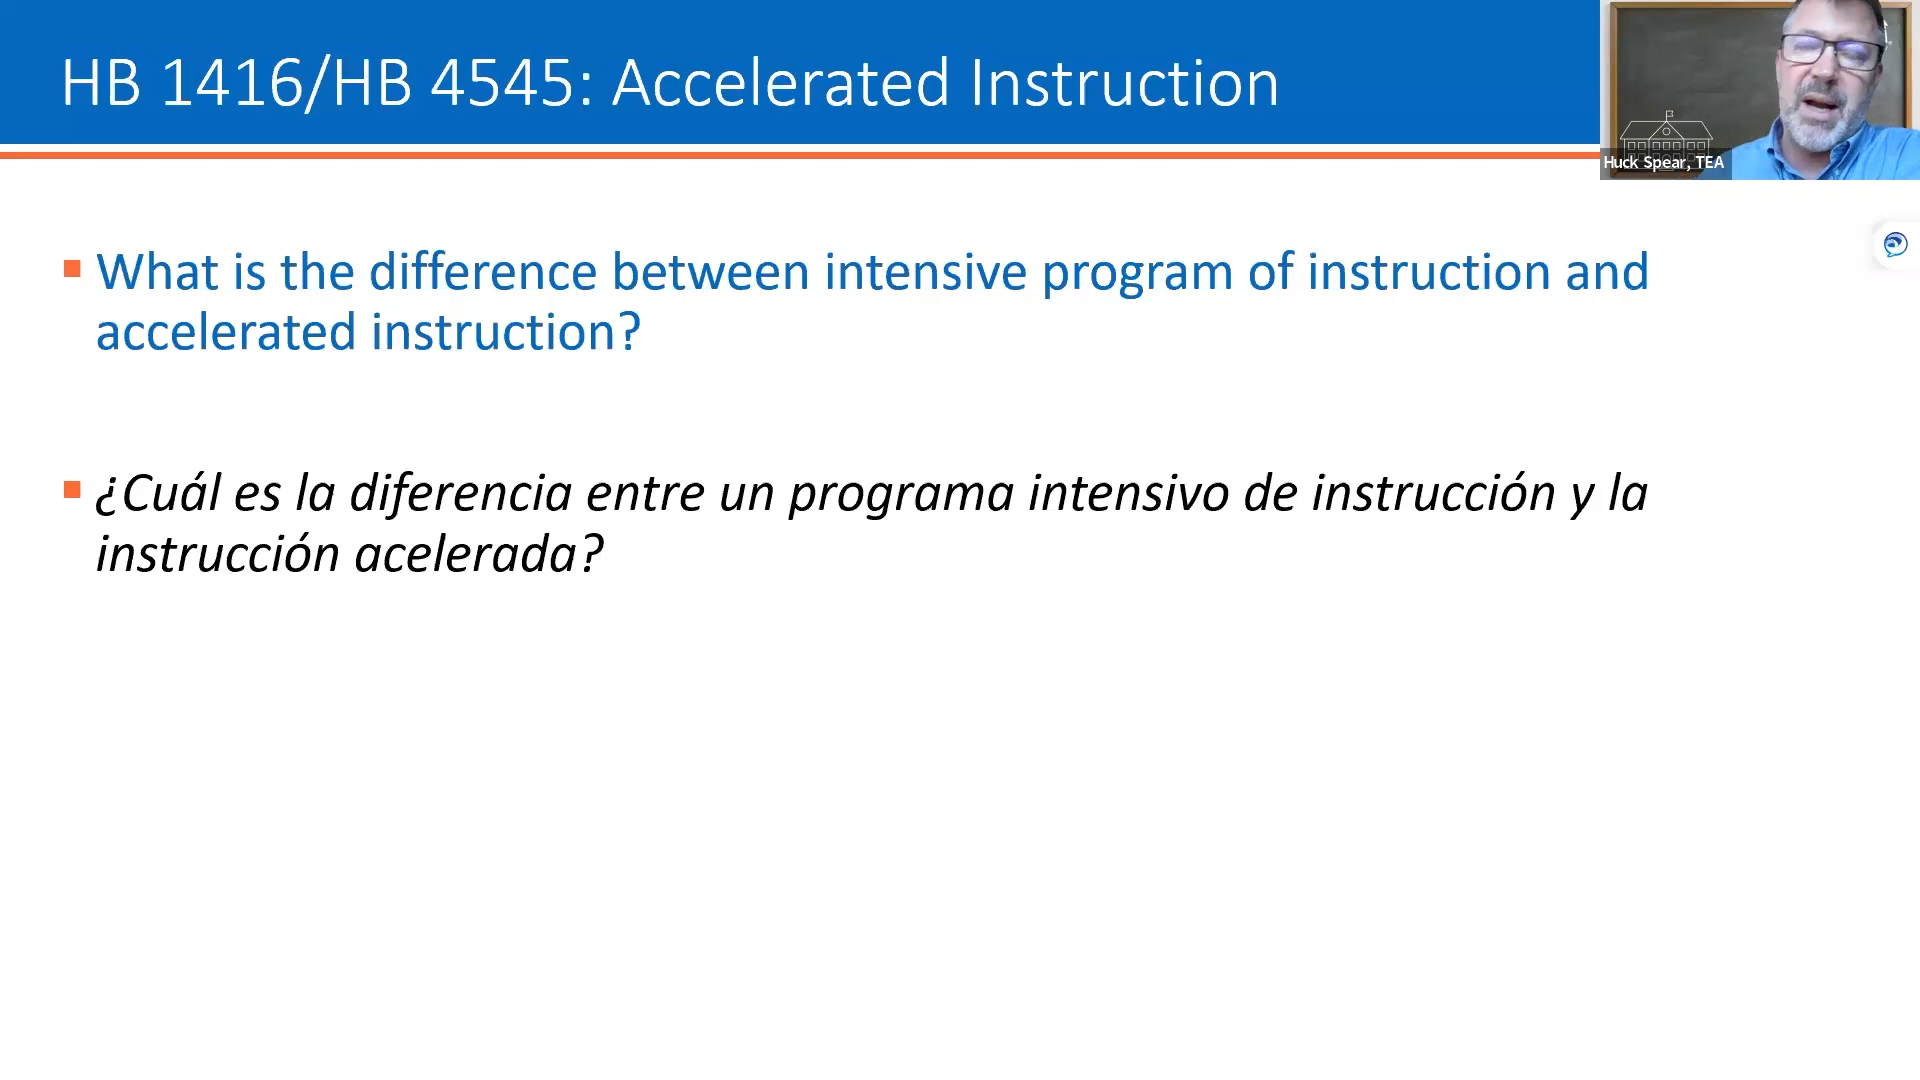 HB 1416/HB 4545: Accelerated Instruction
Huck Spear, TEA
What is the difference between intensive program of instruction and
accelerated instruction?
¿Cuál es la diferencia entre un programa intensivo de instrucción y la
instrucción acelerada?